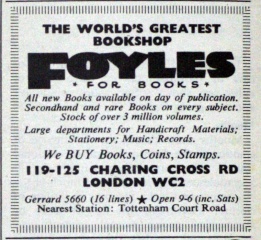 THE WORLD'S GREATEST
BOOKSHOP
FOYLES
* FOR BOOKS *
All new Books available on day of publication.
Secondhand and rare Books on every subject.
Stock of over 3 million volumes.
Large departments for Handicraft Materials;
Stationery; Music; Records.
We BUY Books, Coins, Stamps.
119-125 CHARING CROSS RD
LONDON WC2
Gerrard 5660 (16 lines) ★ Open 9-6 (inc. Sats)
Nearest Station: Tottenham Court Road